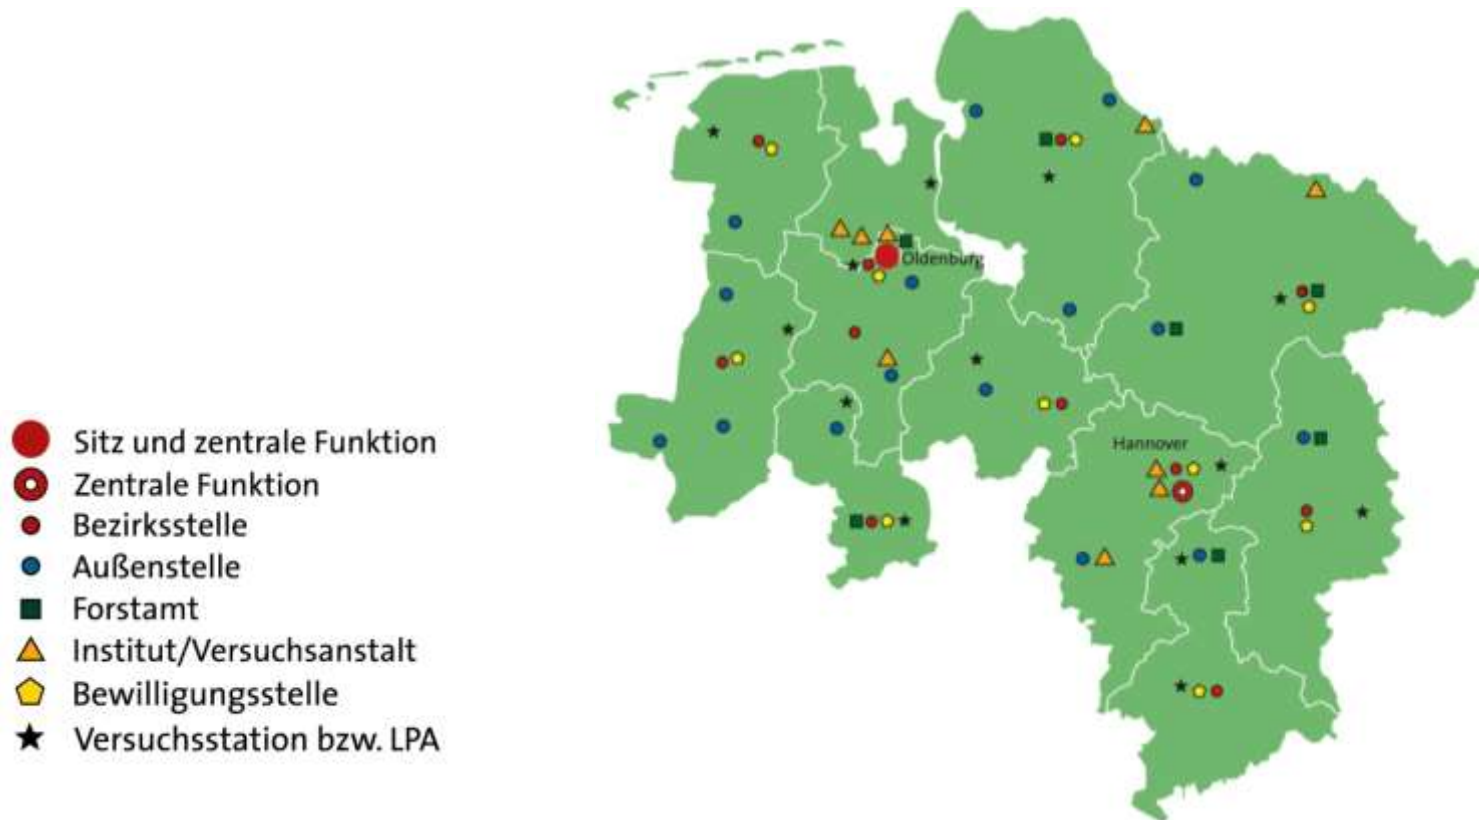 Oldenburg
Hannover
Sitz und zentrale Funktion
Zentrale Funktion
Bezirksstelle
Außenstelle
Forstamt
Institut/Versuchsanstalt
Bewilligungsstelle
Versuchsstation bzw. LPA